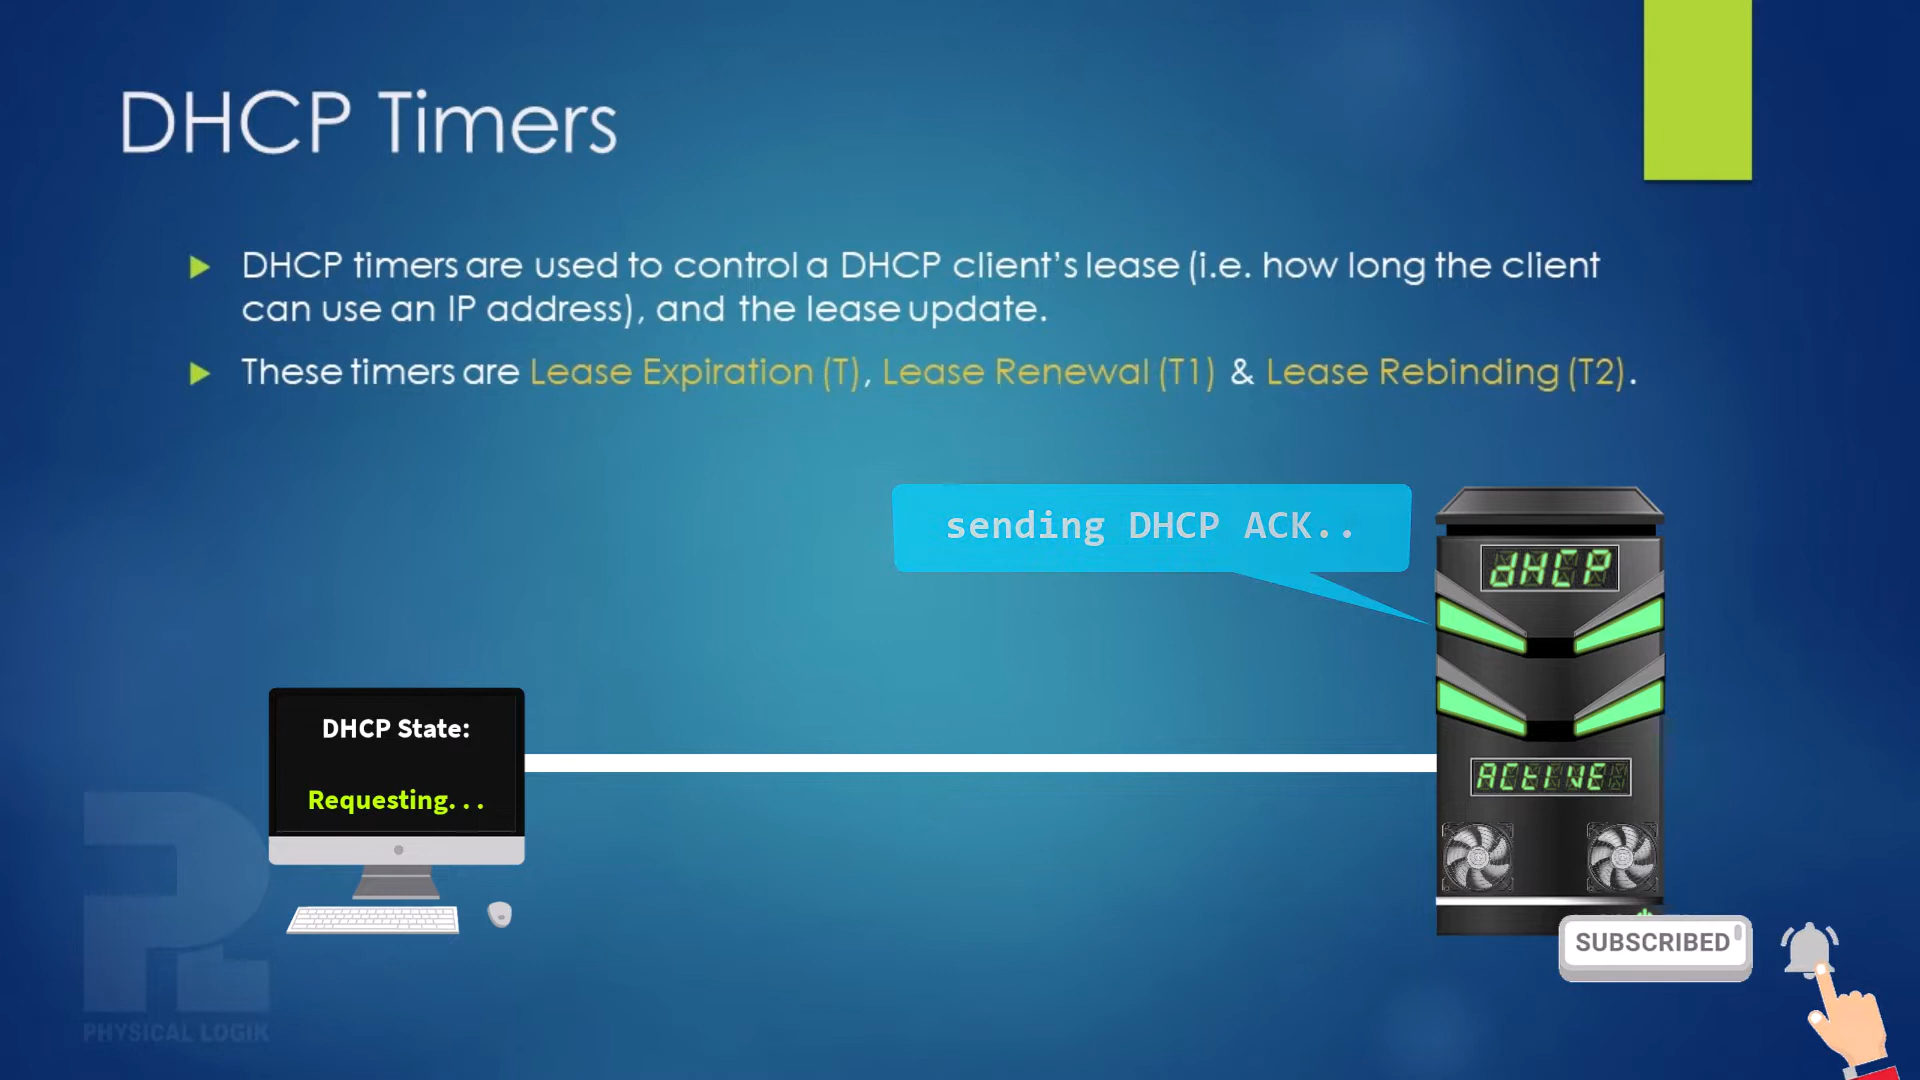 DHCP Timers
DHCP timers are used to control a DHCP client's lease (i.e. how long the client
can use an IP address), and the lease update.
These timers are Lease Expiration (T), Lease Renewal (T1) & Lease Rebinding (T2).
sending DHCP ACK..
dHCP
DHCP State:
Requesting...
ACtIVE
SUBSCRIBED
PL
PHYSICAL LOGIK